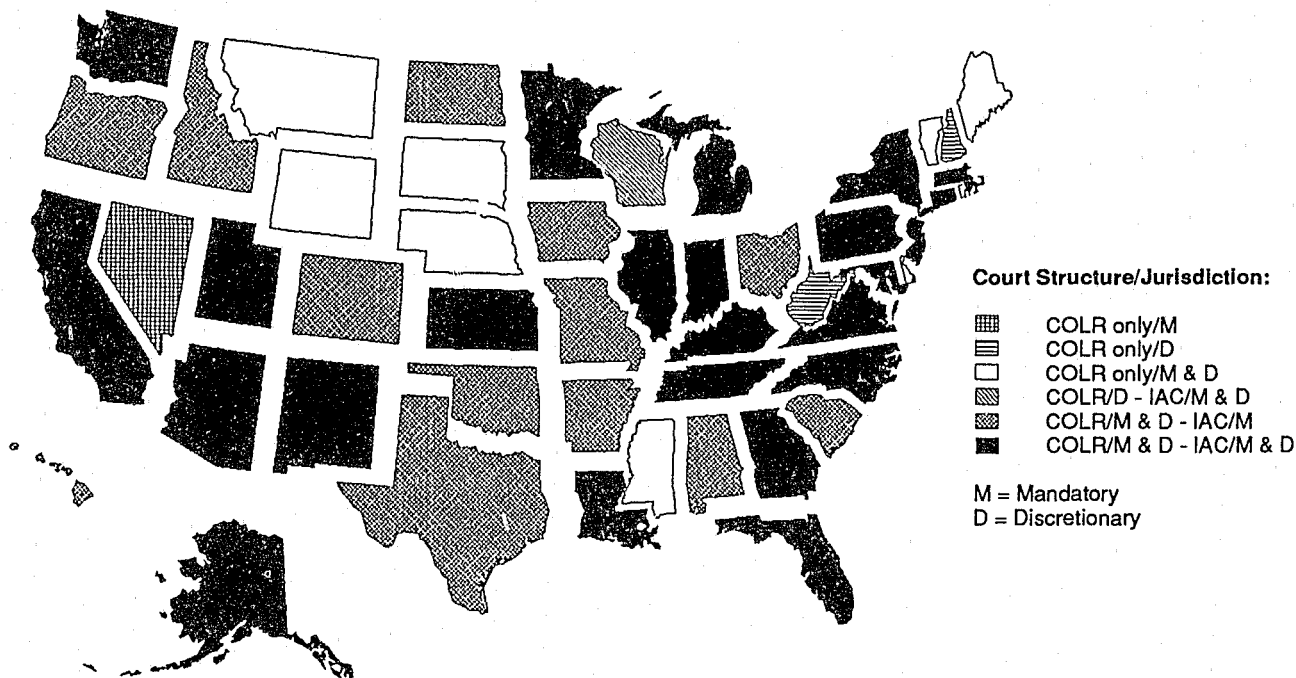 Court Structure/Jurisdiction:
COLR only/M
COLR only/D
COLR only/M & D
COLR/D - IAC/M & D
COLR/M & D - IAC/M
COLR/M & D - IAC/M & D
M = Mandatory
D = Discretionary